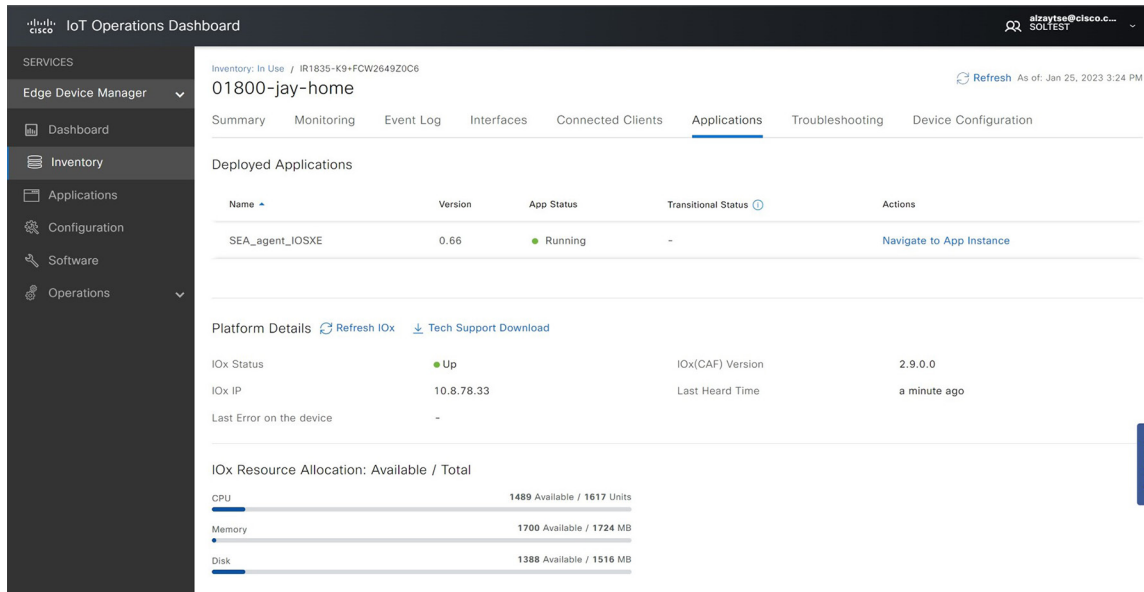 cisco IoT Operations Dashboard
alzaytse@cisco.c...
SOLTEST
SERVICES
Edge Device Manager
Dashboard
Inventory
Applications
Configuration
Software
Operations
Inventory: In Use / IR1835-K9+FCW2649Z0C6
01800-jay-home
Refresh As of: Jan 25, 2023 3:24 PM
Summary Monitoring Event Log Interfaces Connected Clients Applications Troubleshooting Device Configuration
Deployed Applications
Name Version App Status Transitional Status Actions
SEA_agent_IOSXE 0.66 Running - Navigate to App Instance
Platform Details Refresh IOx Tech Support Download
IOx Status Up IOx(CAF) Version 2.9.0.0
IOx IP 10.8.78.33 Last Heard Time a minute ago
Last Error on the device -
IOx Resource Allocation: Available / Total
CPU 1489 Available / 1617 Units
Memory 1700 Available / 1724 MB
Disk 1388 Available / 1516 MB